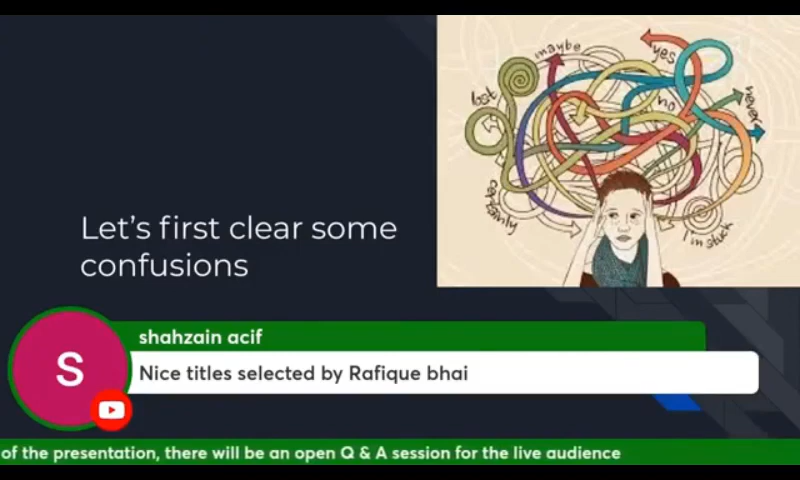 maybe
yes
lost
no
never
certainly
I'm stuck
Let's first clear some
confusions
shahzain acif
S
Nice titles selected by Rafique bhai
of the presentation, there will be an open Q & A session for the live audience